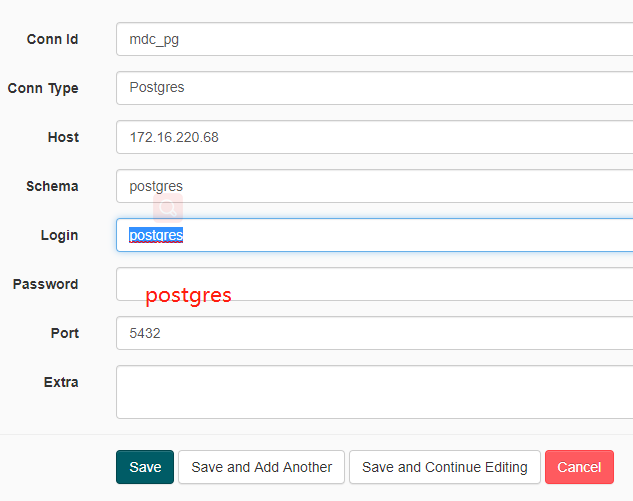 Conn Id mdc_pg
Conn Type Postgres
Host 172.16.220.68
Schema postgres
Login postgres
Password postgres
Port 5432
Extra
Save Save and Add Another Save and Continue Editing Cancel